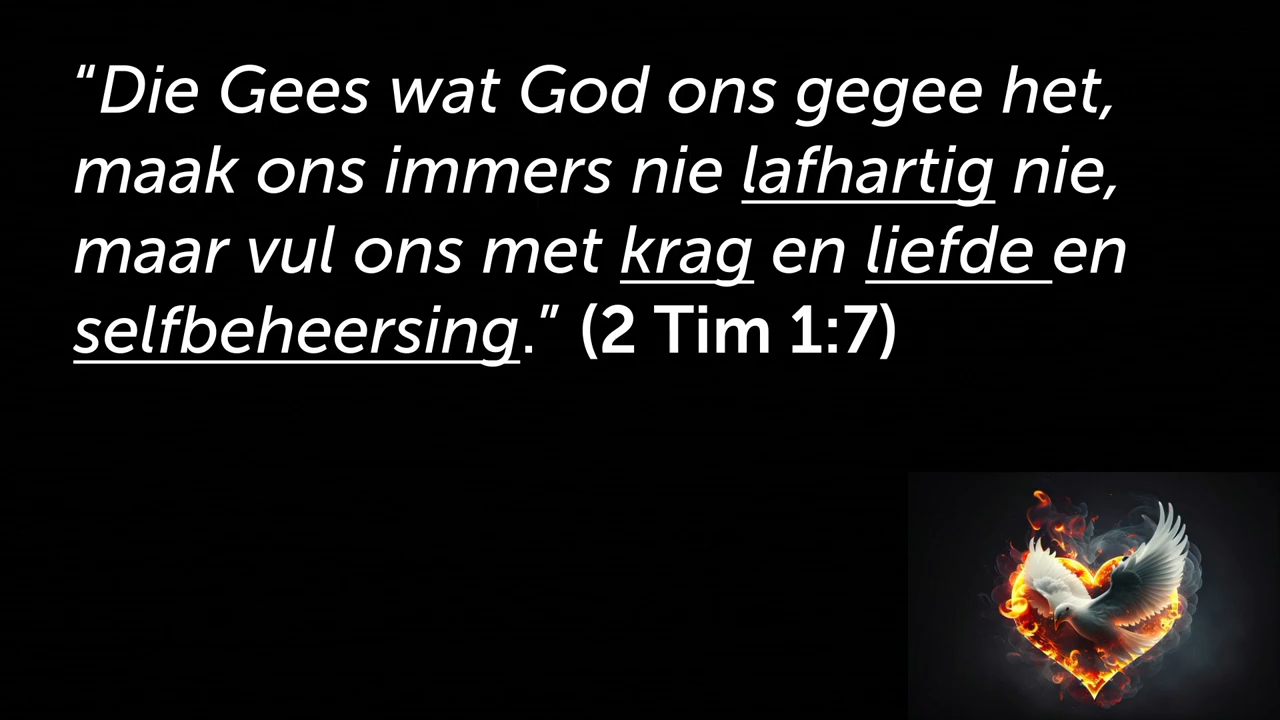 “Die Gees wat God ons gegee het,
maak ons immers nie lafhartig nie,
maar vul ons met krag en liefde en
selfbeheersing.” (2 Tim 1:7)